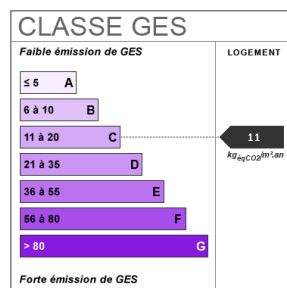 CLASSE GES
Faible émission de GES
LOGEMENT
≤ 5 A
6 à 10 B
11 à 20 C
11
kgéqCO2/m².an
21 à 35 D
36 à 55 E
56 à 80 F
> 80 G
Forte émission de GES